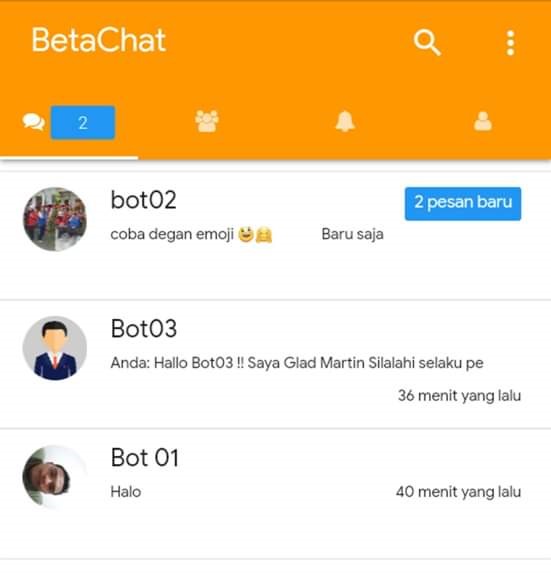 BetaChat
2
bot02
2 pesan baru
coba degan emoji 😆🤗 Baru saja
Bot03
Anda: Hallo Bot03 !! Saya Glad Martin Silalahi selaku pe
36 menit yang lalu
Bot 01
Halo 40 menit yang lalu